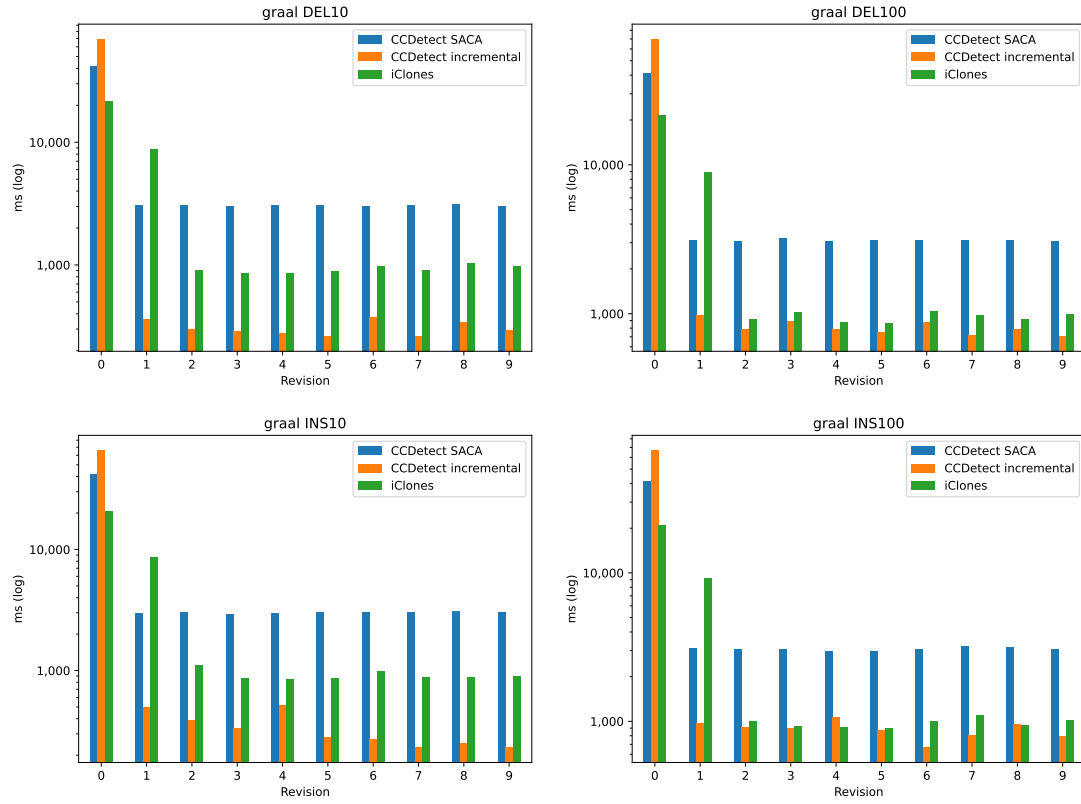 graal DEL10
CCDetect SACA
CCDetect incremental
iClones
10,000
1,000
ms (log)
0 1 2 3 4 5 6 7 8 9
Revision
graal DEL100
CCDetect SACA
CCDetect incremental
iClones
10,000
1,000
ms (log)
0 1 2 3 4 5 6 7 8 9
Revision
graal INS10
CCDetect SACA
CCDetect incremental
iClones
10,000
1,000
ms (log)
0 1 2 3 4 5 6 7 8 9
Revision
graal INS100
CCDetect SACA
CCDetect incremental
iClones
10,000
1,000
ms (log)
0 1 2 3 4 5 6 7 8 9
Revision